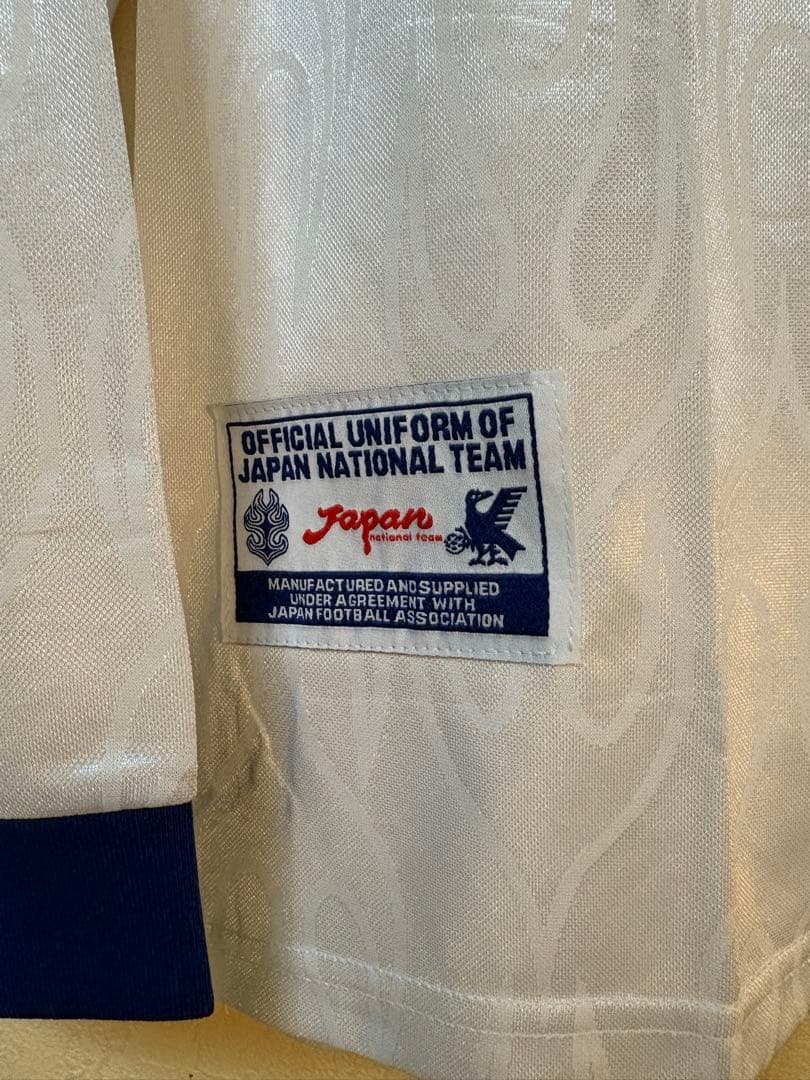 OFFICIAL UNIFORM OF
JAPAN NATIONAL TEAM
Japan
national team
MANUFACTURED AND SUPPLIED
UNDER AGREEMENT WITH
JAPAN FOOTBALL ASSOCIATION